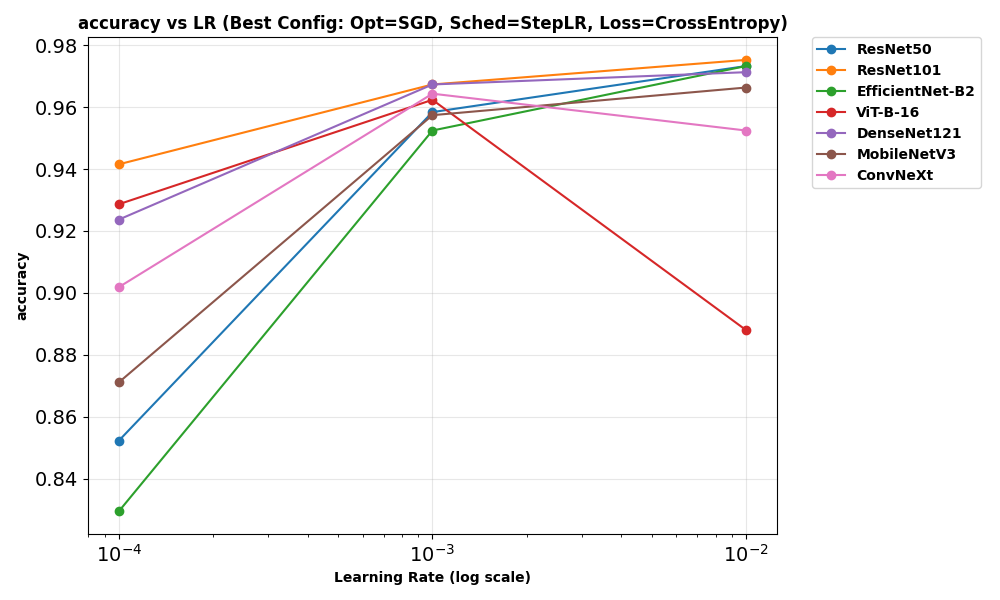 accuracy vs LR (Best Config: Opt=SGD, Sched=StepLR, Loss=CrossEntropy)
ResNet50
ResNet101
EfficientNet-B2
ViT-B-16
DenseNet121
MobileNetV3
ConvNeXt
accuracy
0.98
0.96
0.94
0.92
0.90
0.88
0.86
0.84
10⁻⁴
10⁻³
10⁻²
Learning Rate (log scale)